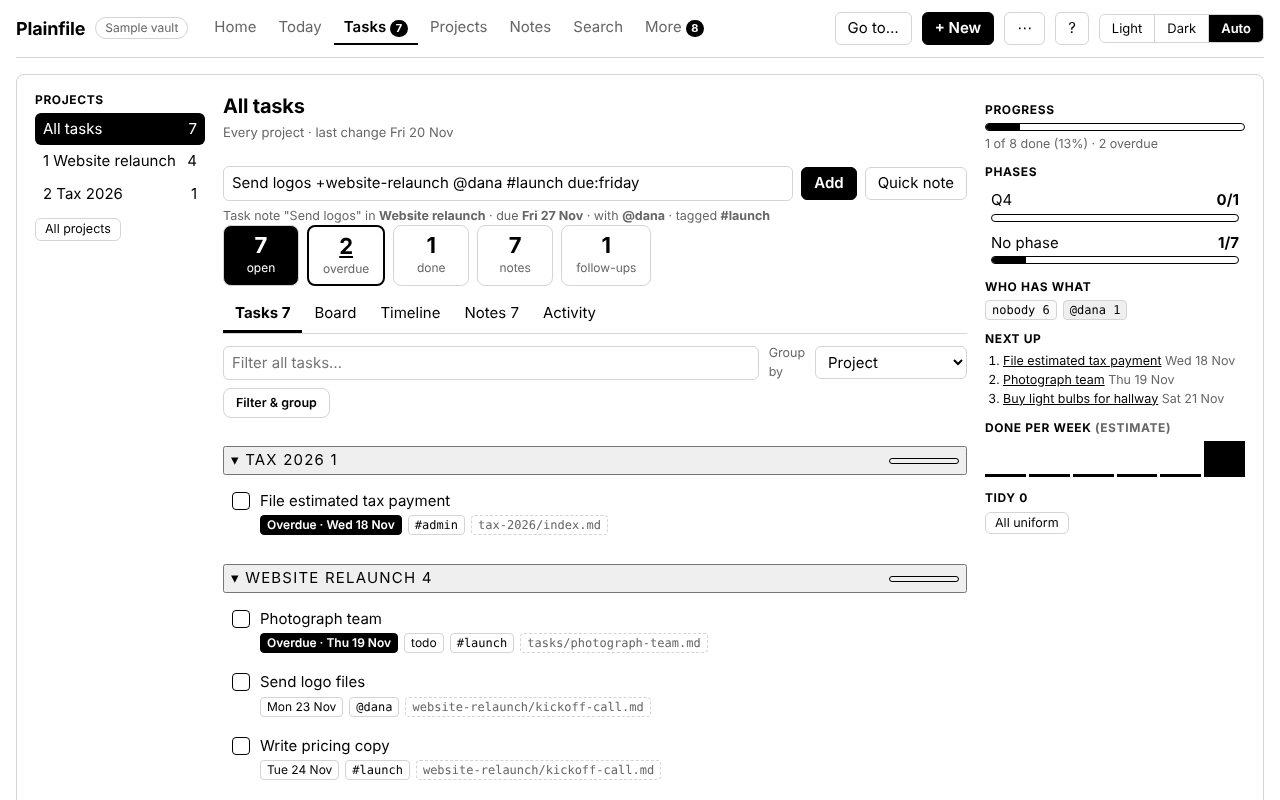 Plainfile Sample vault Home Today Tasks 7 Projects Notes Search More 8 Go to... + New ... ? Light Dark Auto
PROJECTS
All tasks 7
1 Website relaunch 4
2 Tax 2026 1
All projects
All tasks
Every project · last change Fri 20 Nov
Send logos +website-relaunch @dana #launch due:friday Add Quick note
Task note "Send logos" in Website relaunch · due Fri 27 Nov · with @dana · tagged #launch
7 open
2 overdue
1 done
7 notes
1 follow-ups
Tasks 7 Board Timeline Notes 7 Activity
Filter all tasks... Group by Project
Filter & group
▾ TAX 2026 1
File estimated tax payment
Overdue · Wed 18 Nov #admin tax-2026/index.md
▾ WEBSITE RELAUNCH 4
Photograph team
Overdue · Thu 19 Nov todo #launch tasks/photograph-team.md
Send logo files
Mon 23 Nov @dana website-relaunch/kickoff-call.md
Write pricing copy
Tue 24 Nov #launch website-relaunch/kickoff-call.md
PROGRESS
1 of 8 done (13%) · 2 overdue
PHASES
Q4 0/1
No phase 1/7
WHO HAS WHAT
nobody 6 @dana 1
NEXT UP
1. File estimated tax payment Wed 18 Nov
2. Photograph team Thu 19 Nov
3. Buy light bulbs for hallway Sat 21 Nov
DONE PER WEEK (ESTIMATE)
TIDY 0
All uniform